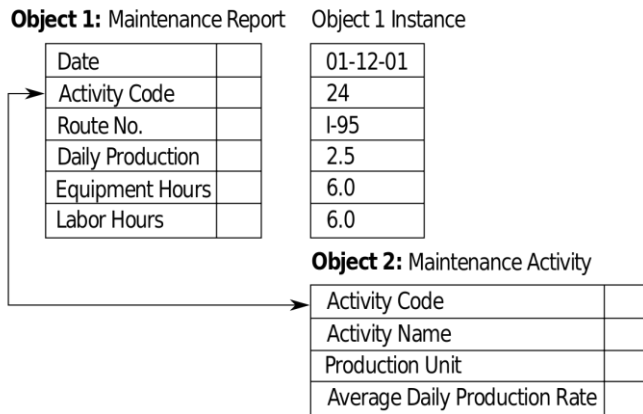 Object 1: Maintenance Report Object 1 Instance
Date 01-12-01
Activity Code 24
Route No. I-95
Daily Production 2.5
Equipment Hours 6.0
Labor Hours 6.0
Object 2: Maintenance Activity
Activity Code
Activity Name
Production Unit
Average Daily Production Rate